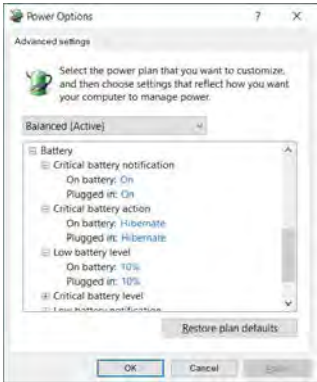 Power Options
Advanced settings
Select the power plan that you want to customize,
and then choose settings that reflect how you want
your computer to manage power.
Balanced [Active]
Battery
Critical battery notification
On battery: On
Plugged in: On
Critical battery action
On battery: Hibernate
Plugged in: Hibernate
Low battery level
On battery: 10%
Plugged in: 10%
Critical battery level
Low battery notification
Restore plan defaults
OK Cancel